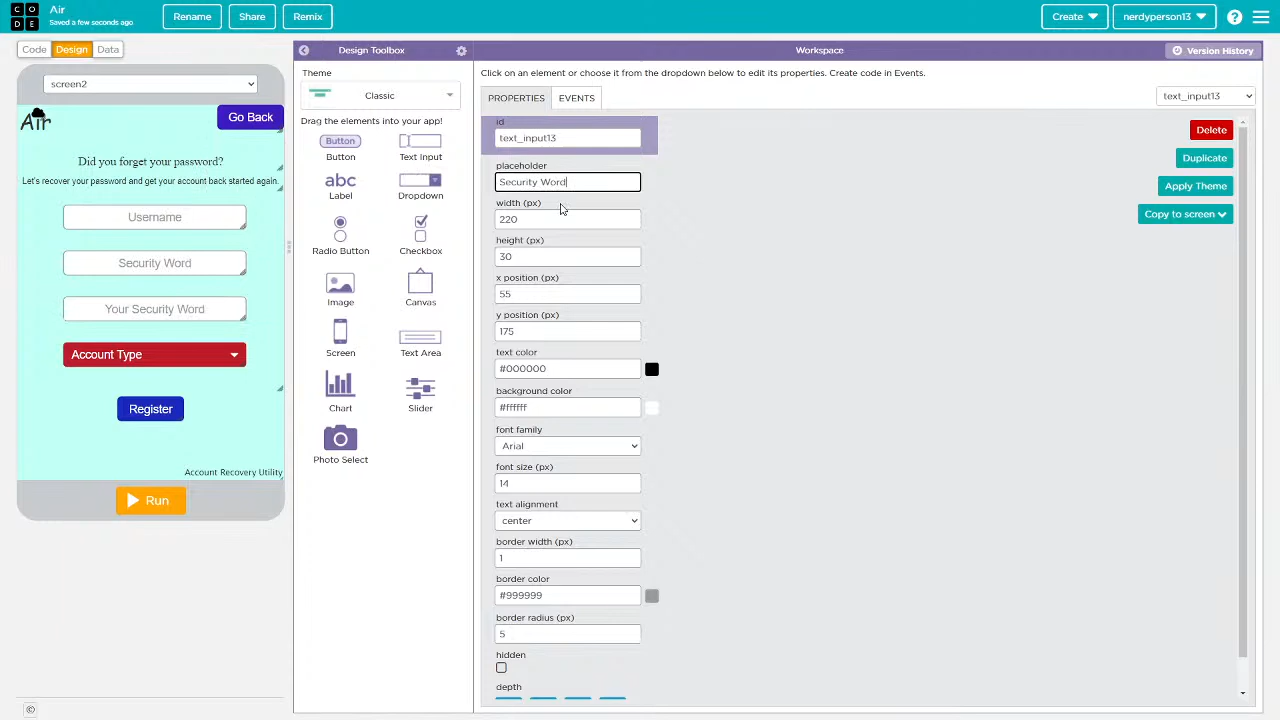 CODE
Air
Saved a few seconds ago
Rename
Share
Remix
Create
nerdyperson13
?
Code
Design
Data
Design Toolbox
Workspace
Version History
screen2
Air
Go Back
Did you forget your password?
Let's recover your password and get your account back started again.
Username
Security Word
Your Security Word
Account Type
Register
Account Recovery Utility
Run
©
Theme
Classic
Drag the elements into your app!
Button
Button
Text Input
abc
Label
Dropdown
Radio Button
Checkbox
Image
Canvas
Screen
Text Area
Chart
Slider
Photo Select
Click on an element or choose it from the dropdown below to edit its properties. Create code in Events.
PROPERTIES
EVENTS
text_input13
id
text_input13
placeholder
Security Word
width (px)
220
height (px)
30
x position (px)
55
y position (px)
175
text color
#000000
background color
#ffffff
font family
Arial
font size (px)
14
text alignment
center
border width (px)
1
border color
#999999
border radius (px)
5
hidden
depth
Delete
Duplicate
Apply Theme
Copy to screen